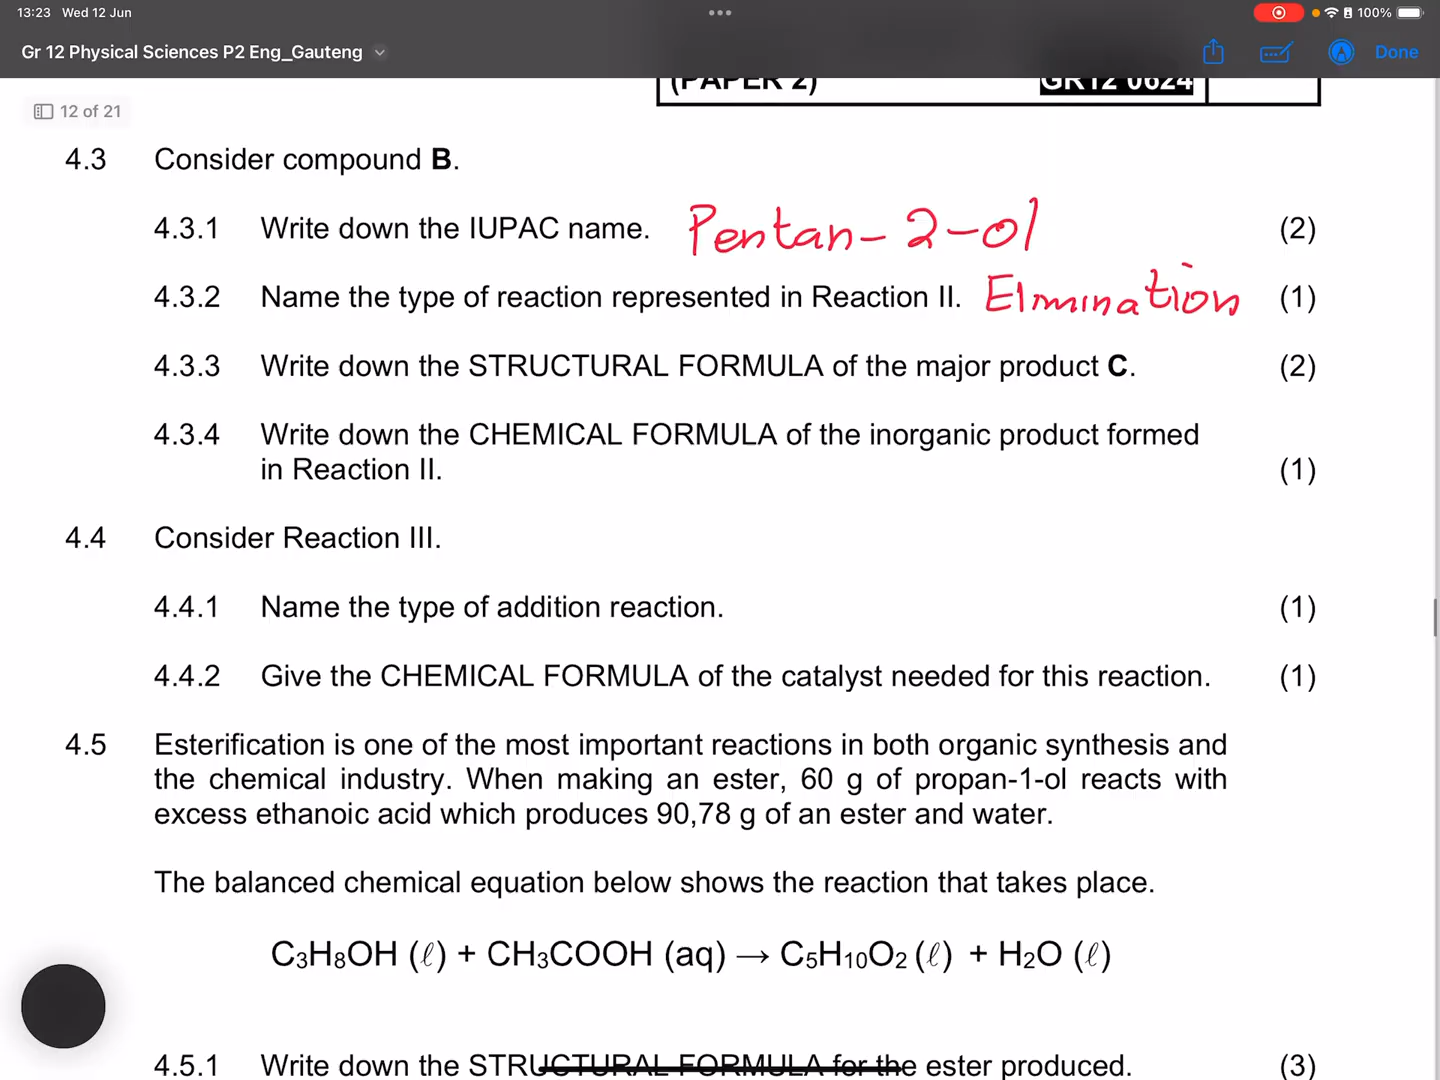 13:23 Wed 12 Jun
100%
Gr 12 Physical Sciences P2 Eng_Gauteng
Done
(PAPER 2)
GR12 0624
12 of 21
4.3 Consider compound B.
4.3.1 Write down the IUPAC name. Pentan-2-ol (2)
4.3.2 Name the type of reaction represented in Reaction II. Elimination (1)
4.3.3 Write down the STRUCTURAL FORMULA of the major product C. (2)
4.3.4 Write down the CHEMICAL FORMULA of the inorganic product formed
in Reaction II. (1)
4.4 Consider Reaction III.
4.4.1 Name the type of addition reaction. (1)
4.4.2 Give the CHEMICAL FORMULA of the catalyst needed for this reaction. (1)
4.5 Esterification is one of the most important reactions in both organic synthesis and
the chemical industry. When making an ester, 60 g of propan-1-ol reacts with
excess ethanoic acid which produces 90,78 g of an ester and water.
The balanced chemical equation below shows the reaction that takes place.
C₃H₈OH (ℓ) + CH₃COOH (aq) → C₅H₁₀O₂ (ℓ) + H₂O (ℓ)
4.5.1 Write down the STRUCTURAL FORMULA for the ester produced. (3)